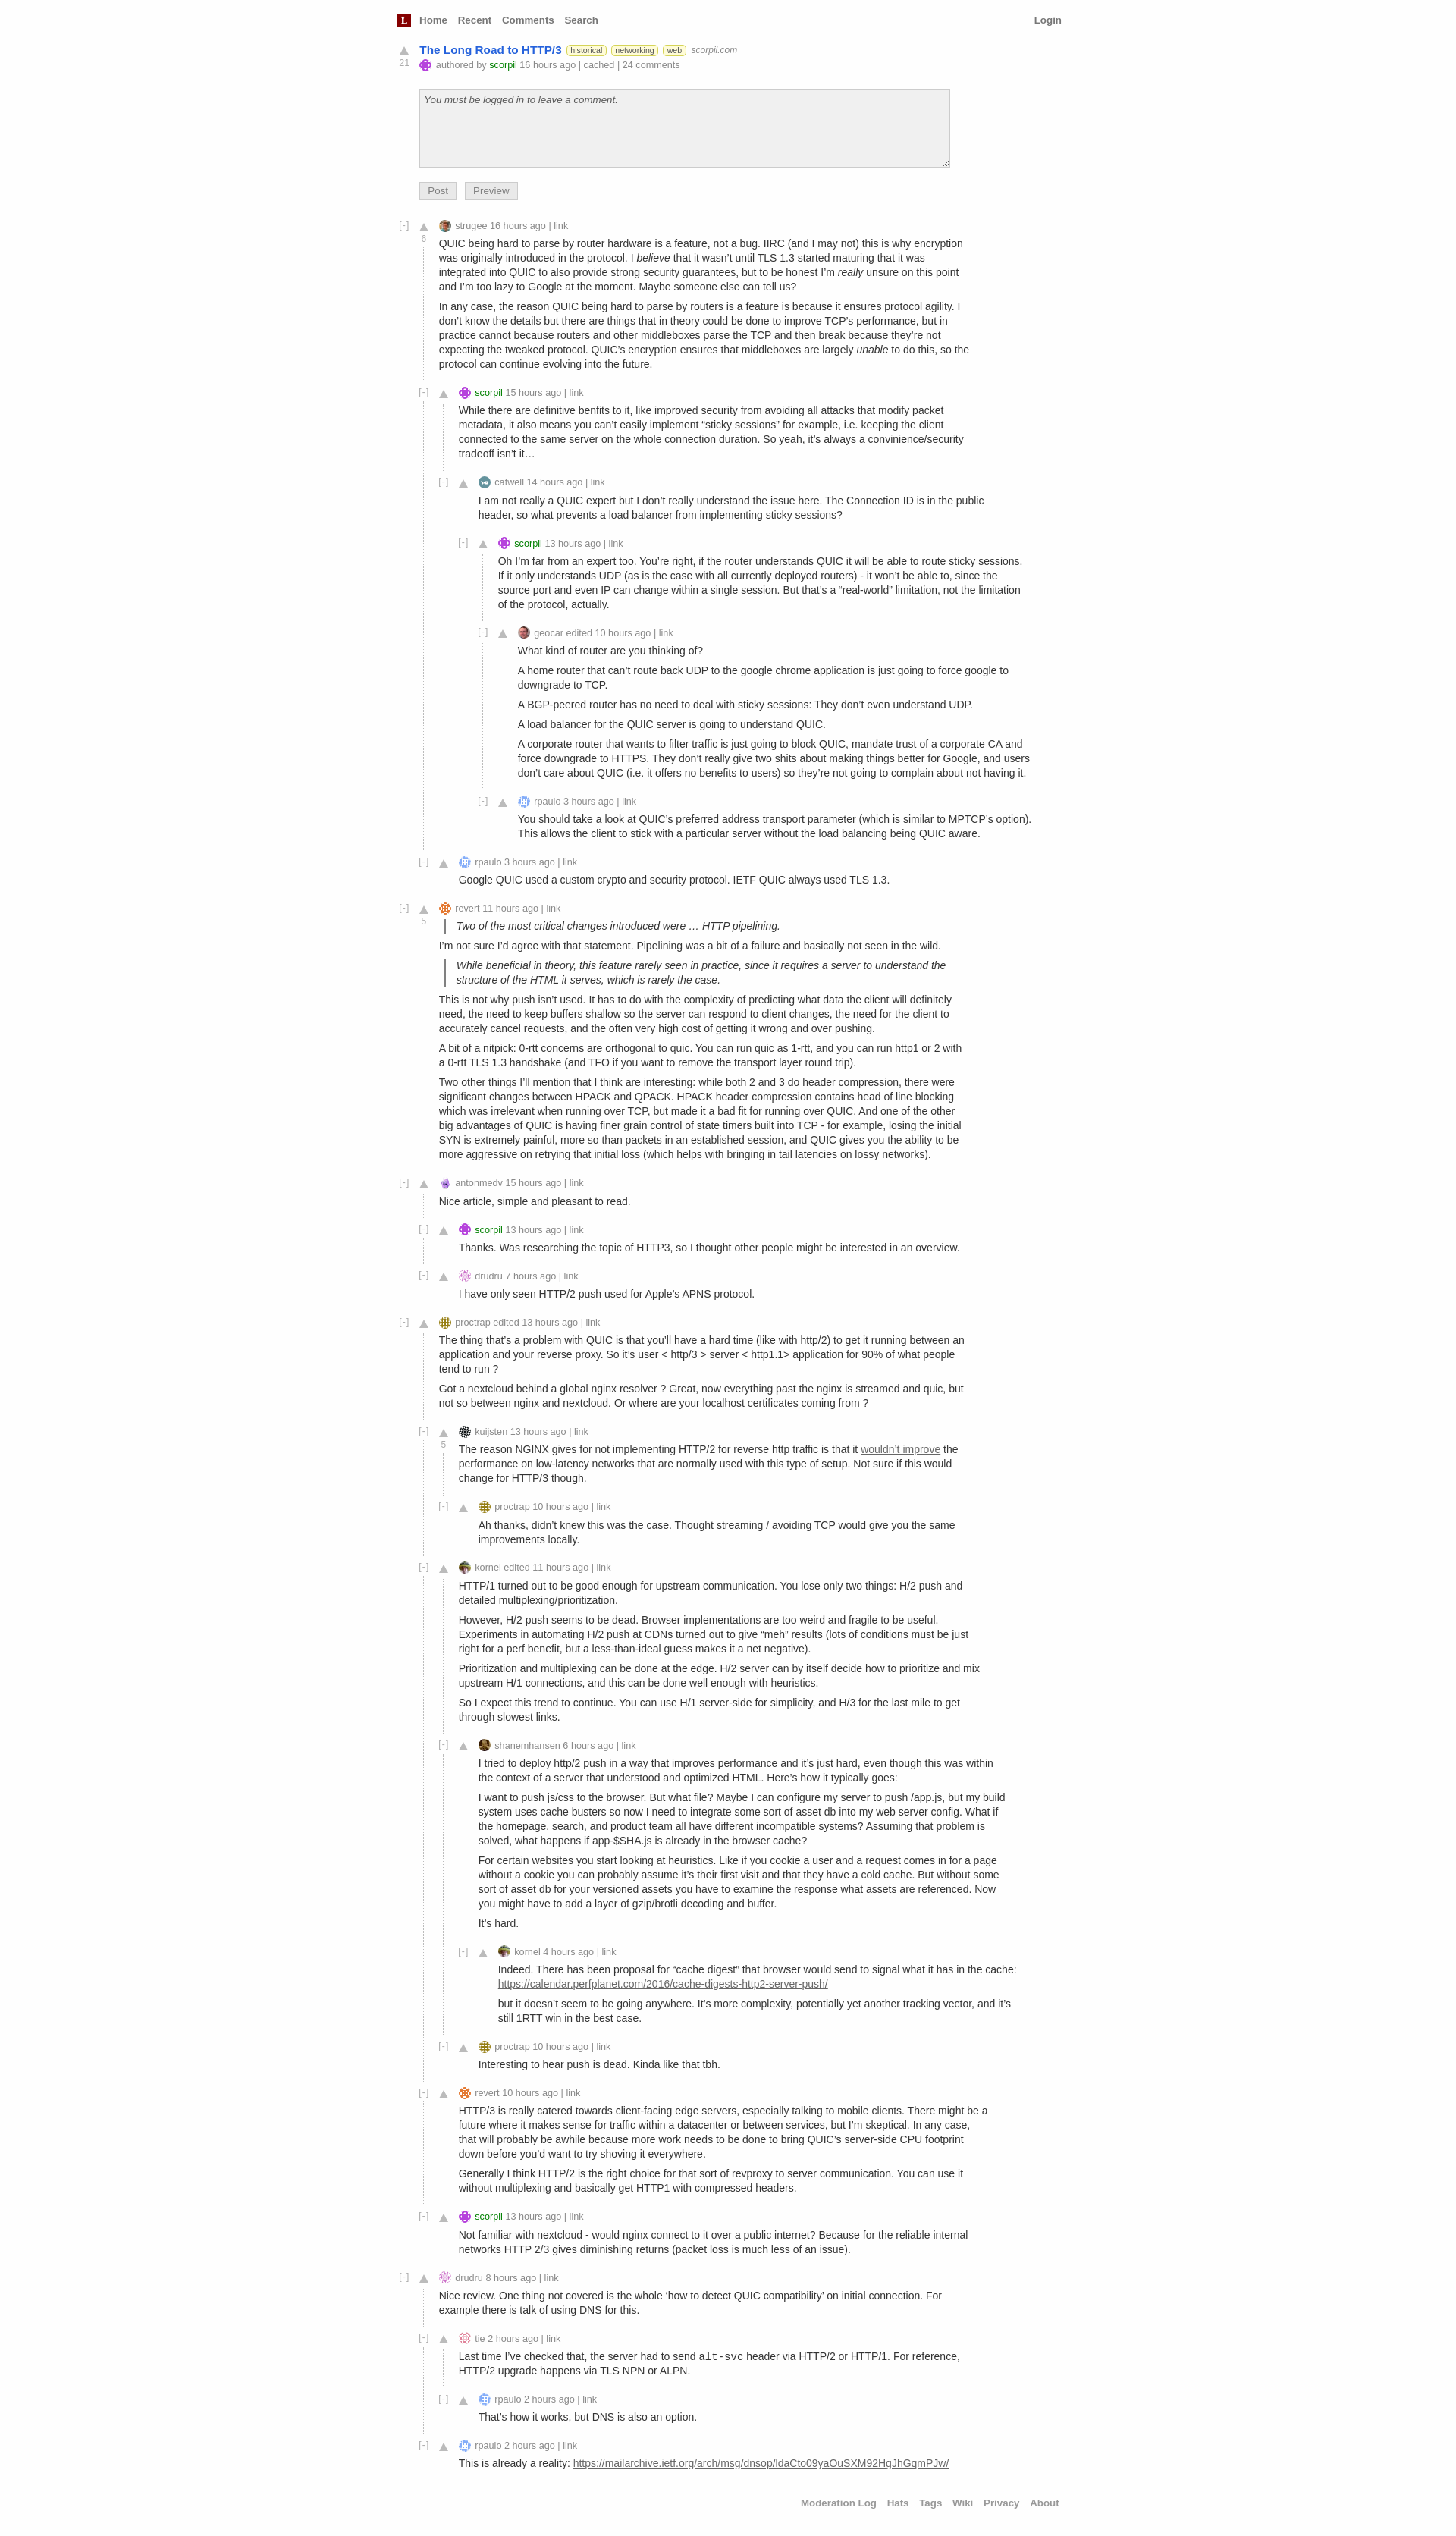 L Home Recent Comments Search Login
The Long Road to HTTP/3 historical networking web scorpil.com
21 authored by scorpil 16 hours ago | cached | 24 comments
You must be logged in to leave a comment.
Post Preview
[-] strugee 16 hours ago | link
6
QUIC being hard to parse by router hardware is a feature, not a bug. IIRC (and I may not) this is why encryption
was originally introduced in the protocol. I believe that it wasn’t until TLS 1.3 started maturing that it was
integrated into QUIC to also provide strong security guarantees, but to be honest I’m really unsure on this point
and I’m too lazy to Google at the moment. Maybe someone else can tell us?
In any case, the reason QUIC being hard to parse by routers is a feature is because it ensures protocol agility. I
don’t know the details but there are things that in theory could be done to improve TCP’s performance, but in
practice cannot because routers and other middleboxes parse the TCP and then break because they’re not
expecting the tweaked protocol. QUIC’s encryption ensures that middleboxes are largely unable to do this, so the
protocol can continue evolving into the future.
[-] scorpil 15 hours ago | link
While there are definitive benfits to it, like improved security from avoiding all attacks that modify packet
metadata, it also means you can’t easily implement “sticky sessions” for example, i.e. keeping the client
connected to the same server on the whole connection duration. So yeah, it’s always a convinience/security
tradeoff isn’t it…
[-] catwell 14 hours ago | link
I am not really a QUIC expert but I don’t really understand the issue here. The Connection ID is in the public
header, so what prevents a load balancer from implementing sticky sessions?
[-] scorpil 13 hours ago | link
Oh I’m far from an expert too. You’re right, if the router understands QUIC it will be able to route sticky sessions.
If it only understands UDP (as is the case with all currently deployed routers) - it won’t be able to, since the
source port and even IP can change within a single session. But that’s a “real-world” limitation, not the limitation
of the protocol, actually.
[-] geocar edited 10 hours ago | link
What kind of router are you thinking of?
A home router that can’t route back UDP to the google chrome application is just going to force google to
downgrade to TCP.
A BGP-peered router has no need to deal with sticky sessions: They don’t even understand UDP.
A load balancer for the QUIC server is going to understand QUIC.
A corporate router that wants to filter traffic is just going to block QUIC, mandate trust of a corporate CA and
force downgrade to HTTPS. They don’t really give two shits about making things better for Google, and users
don’t care about QUIC (i.e. it offers no benefits to users) so they’re not going to complain about not having it.
[-] rpaulo 3 hours ago | link
You should take a look at QUIC’s preferred address transport parameter (which is similar to MPTCP’s option).
This allows the client to stick with a particular server without the load balancing being QUIC aware.
[-] rpaulo 3 hours ago | link
Google QUIC used a custom crypto and security protocol. IETF QUIC always used TLS 1.3.
[-] revert 11 hours ago | link
5
Two of the most critical changes introduced were … HTTP pipelining.
I’m not sure I’d agree with that statement. Pipelining was a bit of a failure and basically not seen in the wild.
While beneficial in theory, this feature rarely seen in practice, since it requires a server to understand the
structure of the HTML it serves, which is rarely the case.
This is not why push isn’t used. It has to do with the complexity of predicting what data the client will definitely
need, the need to keep buffers shallow so the server can respond to client changes, the need for the client to
accurately cancel requests, and the often very high cost of getting it wrong and over pushing.
A bit of a nitpick: 0-rtt concerns are orthogonal to quic. You can run quic as 1-rtt, and you can run http1 or 2 with
a 0-rtt TLS 1.3 handshake (and TFO if you want to remove the transport layer round trip).
Two other things I’ll mention that I think are interesting: while both 2 and 3 do header compression, there were
significant changes between HPACK and QPACK. HPACK header compression contains head of line blocking
which was irrelevant when running over TCP, but made it a bad fit for running over QUIC. And one of the other
big advantages of QUIC is having finer grain control of state timers built into TCP - for example, losing the initial
SYN is extremely painful, more so than packets in an established session, and QUIC gives you the ability to be
more aggressive on retrying that initial loss (which helps with bringing in tail latencies on lossy networks).
[-] antonmedv 15 hours ago | link
Nice article, simple and pleasant to read.
[-] scorpil 13 hours ago | link
Thanks. Was researching the topic of HTTP3, so I thought other people might be interested in an overview.
[-] drudru 7 hours ago | link
I have only seen HTTP/2 push used for Apple’s APNS protocol.
[-] proctrap edited 13 hours ago | link
The thing that’s a problem with QUIC is that you’ll have a hard time (like with http/2) to get it running between an
application and your reverse proxy. So it’s user < http/3 > server < http1.1> application for 90% of what people
tend to run ?
Got a nextcloud behind a global nginx resolver ? Great, now everything past the nginx is streamed and quic, but
not so between nginx and nextcloud. Or where are your localhost certificates coming from ?
[-] kuijsten 13 hours ago | link
5
The reason NGINX gives for not implementing HTTP/2 for reverse http traffic is that it wouldn’t improve the
performance on low-latency networks that are normally used with this type of setup. Not sure if this would
change for HTTP/3 though.
[-] proctrap 10 hours ago | link
Ah thanks, didn’t knew this was the case. Thought streaming / avoiding TCP would give you the same
improvements locally.
[-] kornel edited 11 hours ago | link
HTTP/1 turned out to be good enough for upstream communication. You lose only two things: H/2 push and
detailed multiplexing/prioritization.
However, H/2 push seems to be dead. Browser implementations are too weird and fragile to be useful.
Experiments in automating H/2 push at CDNs turned out to give “meh” results (lots of conditions must be just
right for a perf benefit, but a less-than-ideal guess makes it a net negative).
Prioritization and multiplexing can be done at the edge. H/2 server can by itself decide how to prioritize and mix
upstream H/1 connections, and this can be done well enough with heuristics.
So I expect this trend to continue. You can use H/1 server-side for simplicity, and H/3 for the last mile to get
through slowest links.
[-] shanemhansen 6 hours ago | link
I tried to deploy http/2 push in a way that improves performance and it’s just hard, even though this was within
the context of a server that understood and optimized HTML. Here’s how it typically goes:
I want to push js/css to the browser. But what file? Maybe I can configure my server to push /app.js, but my build
system uses cache busters so now I need to integrate some sort of asset db into my web server config. What if
the homepage, search, and product team all have different incompatible systems? Assuming that problem is
solved, what happens if app-$SHA.js is already in the browser cache?
For certain websites you start looking at heuristics. Like if you cookie a user and a request comes in for a page
without a cookie you can probably assume it’s their first visit and that they have a cold cache. But without some
sort of asset db for your versioned assets you have to examine the response what assets are referenced. Now
you might have to add a layer of gzip/brotli decoding and buffer.
It’s hard.
[-] kornel 4 hours ago | link
Indeed. There has been proposal for “cache digest” that browser would send to signal what it has in the cache:
https://calendar.perfplanet.com/2016/cache-digests-http2-server-push/
but it doesn’t seem to be going anywhere. It’s more complexity, potentially yet another tracking vector, and it’s
still 1RTT win in the best case.
[-] proctrap 10 hours ago | link
Interesting to hear push is dead. Kinda like that tbh.
[-] revert 10 hours ago | link
HTTP/3 is really catered towards client-facing edge servers, especially talking to mobile clients. There might be a
future where it makes sense for traffic within a datacenter or between services, but I’m skeptical. In any case,
that will probably be awhile because more work needs to be done to bring QUIC’s server-side CPU footprint
down before you’d want to try shoving it everywhere.
Generally I think HTTP/2 is the right choice for that sort of revproxy to server communication. You can use it
without multiplexing and basically get HTTP1 with compressed headers.
[-] scorpil 13 hours ago | link
Not familiar with nextcloud - would nginx connect to it over a public internet? Because for the reliable internal
networks HTTP 2/3 gives diminishing returns (packet loss is much less of an issue).
[-] drudru 8 hours ago | link
Nice review. One thing not covered is the whole ‘how to detect QUIC compatibility’ on initial connection. For
example there is talk of using DNS for this.
[-] tie 2 hours ago | link
Last time I’ve checked that, the server had to send alt-svc header via HTTP/2 or HTTP/1. For reference,
HTTP/2 upgrade happens via TLS NPN or ALPN.
[-] rpaulo 2 hours ago | link
That’s how it works, but DNS is also an option.
[-] rpaulo 2 hours ago | link
This is already a reality: https://mailarchive.ietf.org/arch/msg/dnsop/ldaCto09yaOuSXM92HgJhGqmPJw/
Moderation Log Hats Tags Wiki Privacy About